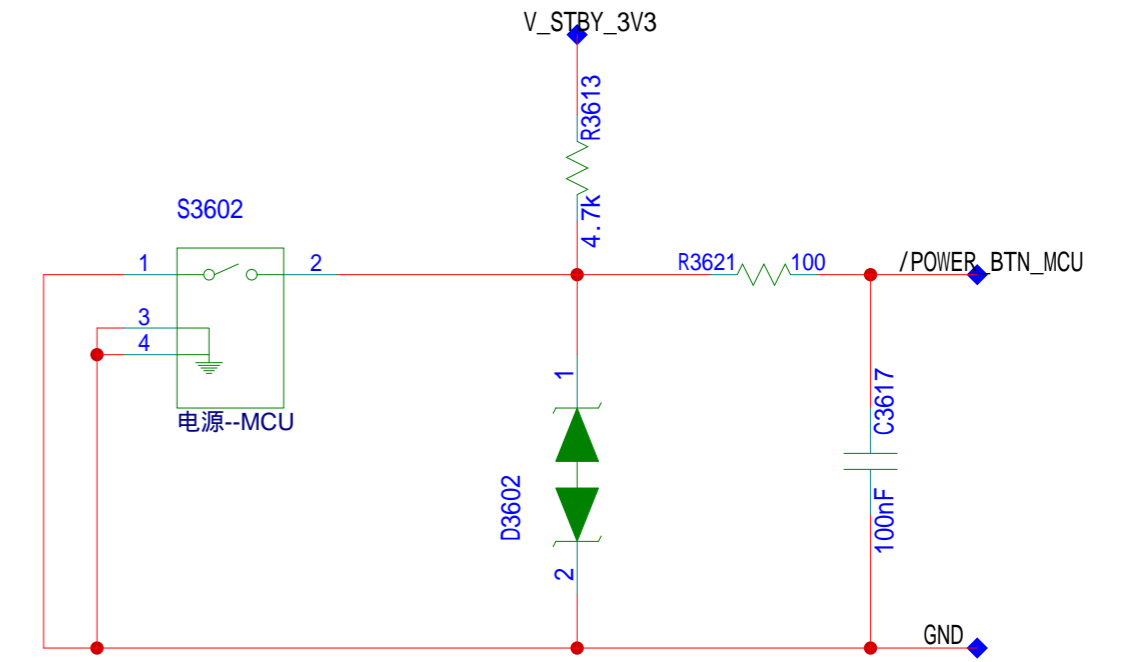 V_STBY_3V3
R3613
4.7k
S3602
1
2
3
4
电源--MCU
R3621
100
/POWER_BTN_MCU
1
D3602
2
C3617
100nF
GND